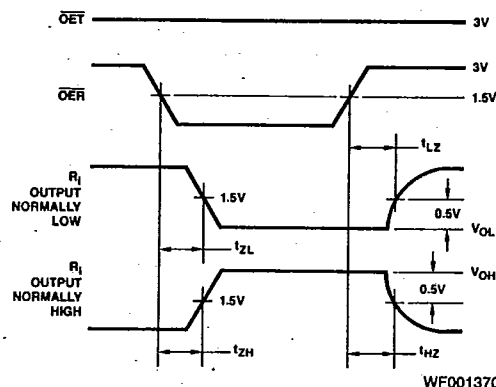 OET
3V
3V
OER
1.5V
tLZ
Ri
OUTPUT
NORMALLY
LOW
1.5V
0.5V
VOL
tZL
Ri
OUTPUT
NORMALLY
HIGH
1.5V
VOH
0.5V
tZH
tHZ
WF001370